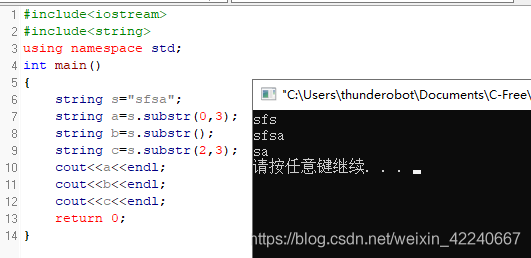 1 #include<iostream>
2 #include<string>
3 using namespace std;
4 int main()
5 {
6 string s="sfsa";
7 string a=s.substr(0,3);
8 string b=s.substr();
9 string c=s.substr(2,3);
10 cout<<a<<endl;
11 cout<<b<<endl;
12 cout<<c<<endl;
13 return 0;
14 }
"C:\Users\thunderobot\Documents\C-Free\
sfs
sfsa
sa
请按任意键继续. . .
https://blog.csdn.net/weixin_42240667